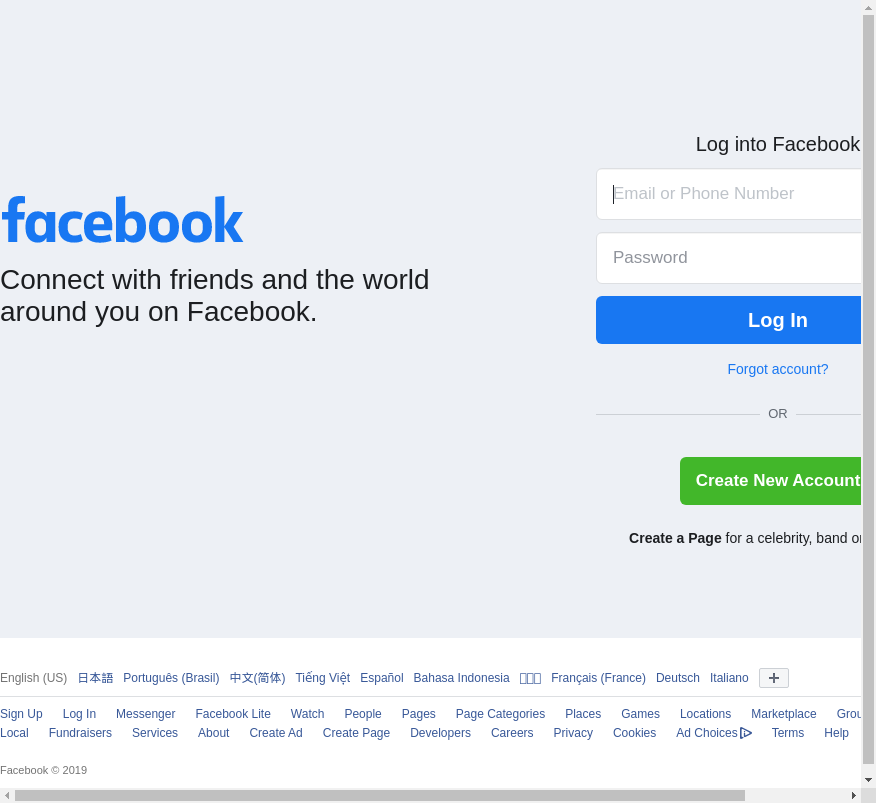 facebook
Connect with friends and the world
around you on Facebook.
Log into Facebook
Email or Phone Number
Password
Log In
Forgot account?
OR
Create New Account
Create a Page for a celebrity, band
English (US) 日本語 Português (Brasil) 中文(简体) Tiếng Việt Español Bahasa Indonesia Français (France) Deutsch Italiano
Sign Up Log In Messenger Facebook Lite Watch People Pages Page Categories Places Games Locations Marketplace
Local Fundraisers Services About Create Ad Create Page Developers Careers Privacy Cookies Ad Choices Terms Help
Facebook © 2019